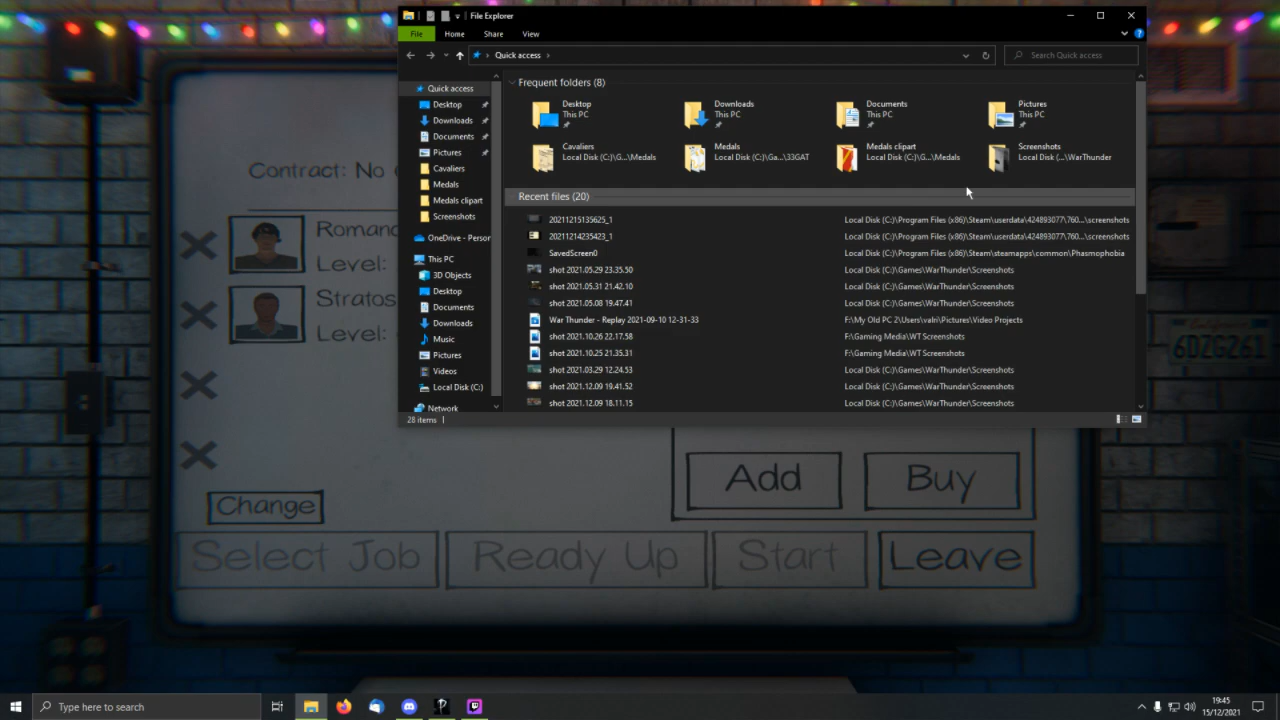 File Explorer
File Home Share View
Quick access
Search Quick access
Quick access
Desktop
Downloads
Documents
Pictures
Cavaliers
Medals
Medals clipart
Screenshots
OneDrive - Person
This PC
3D Objects
Desktop
Documents
Downloads
Music
Pictures
Videos
Local Disk (C:)
Network
Frequent folders (8)
Desktop
This PC
Downloads
This PC
Documents
This PC
Pictures
This PC
Cavaliers
Local Disk (C:)\G...\Medals
Medals
Local Disk (C:)\Ga...\33GAT
Medals clipart
Local Disk (C:)\G...\Medals
Screenshots
Local Disk (...\WarThunder
Recent files (20)
20211215135625_1 Local Disk (C:)\Program Files (x86)\Steam\userdata\424893077\760...\screenshots
20211214235423_1 Local Disk (C:)\Program Files (x86)\Steam\userdata\424893077\760...\screenshots
SavedScreen0 Local Disk (C:)\Program Files (x86)\Steam\steamapps\common\Phasmophobia
shot 2021.05.29 23.35.50 Local Disk (C:)\Games\WarThunder\Screenshots
shot 2021.05.31 21.42.10 Local Disk (C:)\Games\WarThunder\Screenshots
shot 2021.05.08 19.47.41 Local Disk (C:)\Games\WarThunder\Screenshots
War Thunder - Replay 2021-09-10 12-31-33 F:\My Old PC 2\Users\valri\Pictures\Video Projects
shot 2021.10.26 22.17.58 F:\Gaming Media\WT Screenshots
shot 2021.10.25 21.35.31 F:\Gaming Media\WT Screenshots
shot 2021.03.29 12.24.53 Local Disk (C:)\Games\WarThunder\Screenshots
shot 2021.12.09 19.41.52 Local Disk (C:)\Games\WarThunder\Screenshots
shot 2021.12.09 18.11.15 Local Disk (C:)\Games\WarThunder\Screenshots
28 items
Contract: No
Romano
Level:
Stratos
Level:
Change
Add Buy
Select Job Ready Up Start Leave
6DZG261
Type here to search
19:45
15/12/2021